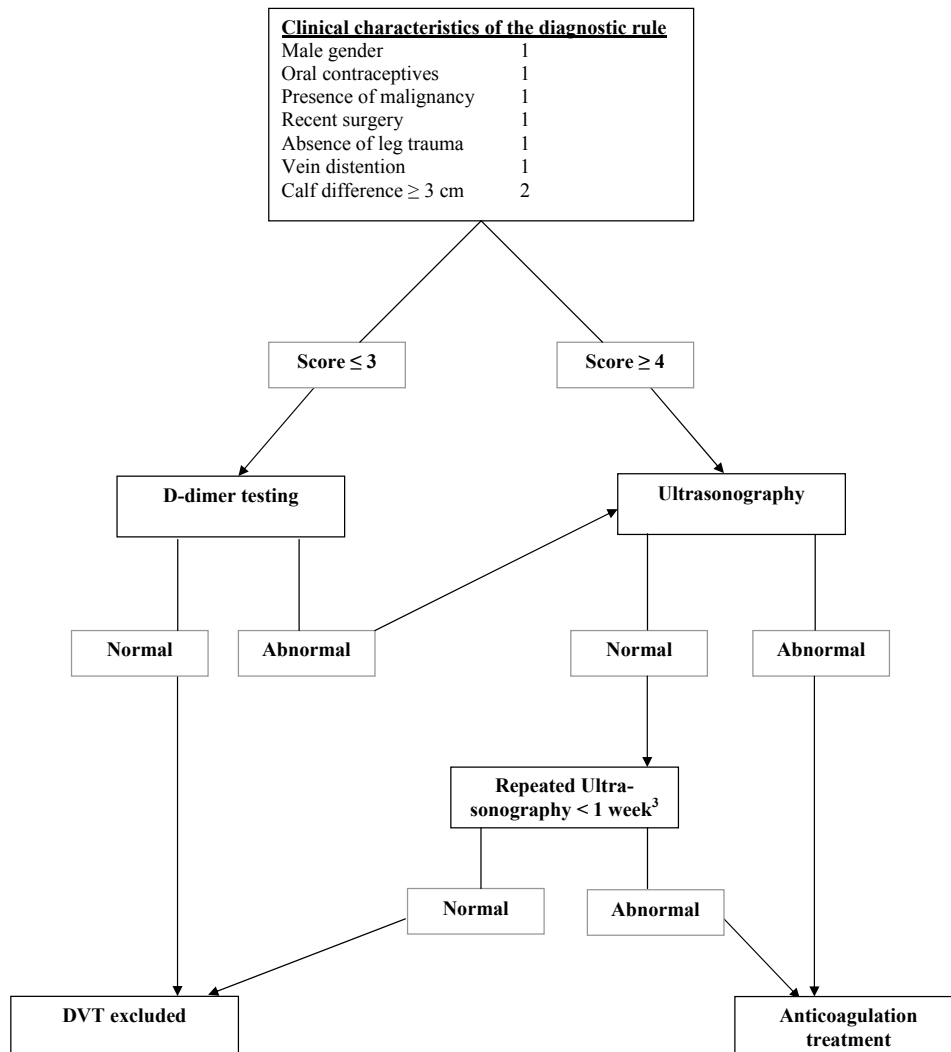 Clinical characteristics of the diagnostic rule
Male gender 1
Oral contraceptives 1
Presence of malignancy 1
Recent surgery 1
Absence of leg trauma 1
Vein distention 1
Calf difference ≥ 3 cm 2
Score ≤ 3
Score ≥ 4
D-dimer testing
Ultrasonography
Normal
Abnormal
Normal
Abnormal
Repeated Ultra-
sonography < 1 week³
Normal
Abnormal
DVT excluded
Anticoagulation
treatment